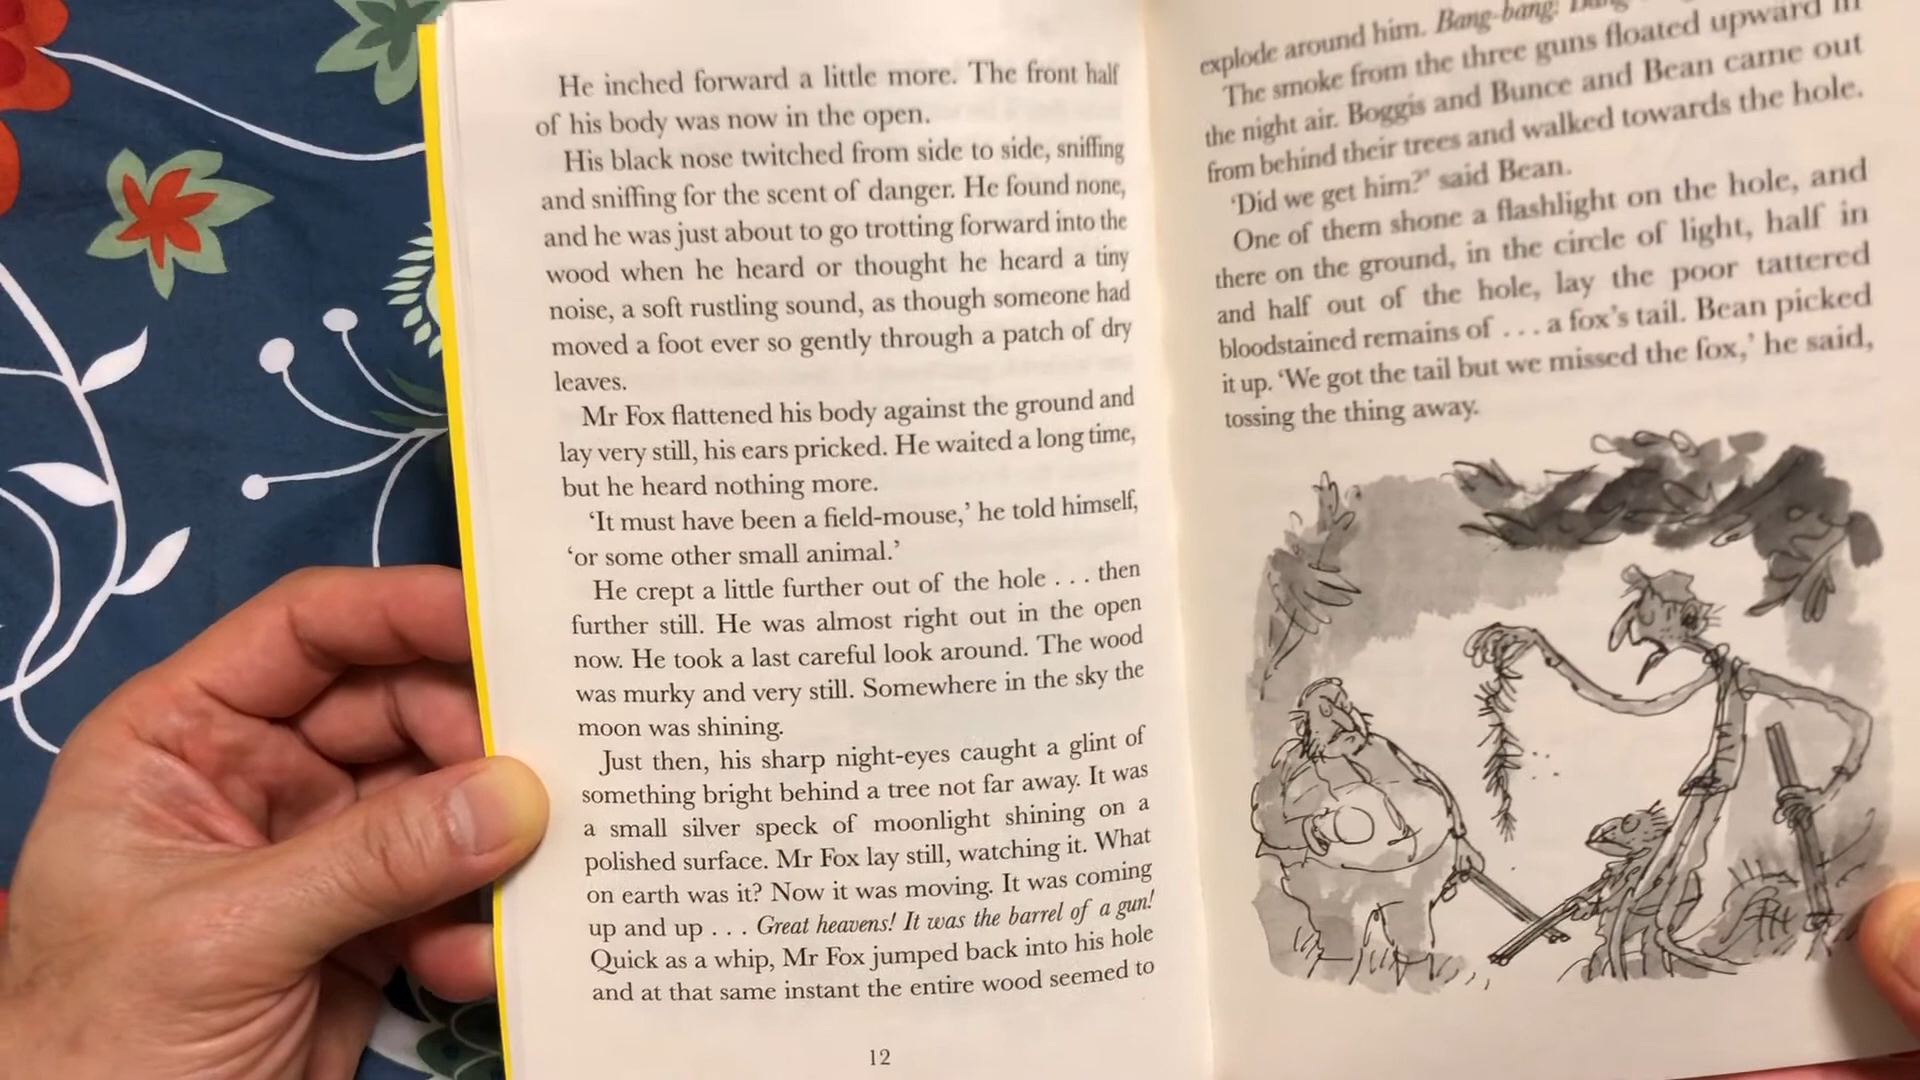 He inched forward a little more. The front half
of his body was now in the open.
His black nose twitched from side to side, sniffing
and sniffing for the scent of danger. He found none,
and he was just about to go trotting forward into the
wood when he heard or thought he heard a tiny
noise, a soft rustling sound, as though someone had
moved a foot ever so gently through a patch of dry
leaves.
Mr Fox flattened his body against the ground and
lay very still, his ears pricked. He waited a long time,
but he heard nothing more.
‘It must have been a field-mouse,’ he told himself,
‘or some other small animal.’
He crept a little further out of the hole . . . then
further still. He was almost right out in the open
now. He took a last careful look around. The wood
was murky and very still. Somewhere in the sky the
moon was shining.
Just then, his sharp night-eyes caught a glint of
something bright behind a tree not far away. It was
a small silver speck of moonlight shining on a
polished surface. Mr Fox lay still, watching it. What
on earth was it? Now it was moving. It was coming
up and up . . . Great heavens! It was the barrel of a gun!
Quick as a whip, Mr Fox jumped back into his hole
and at that same instant the entire wood seemed to
12
explode around him. Bang-bang!
The smoke from the three guns floated upward in
the night air. Boggis and Bunce and Bean came out
from behind their trees and walked towards the hole.
‘Did we get him?’ said Bean.
One of them shone a flashlight on the hole, and
there on the ground, in the circle of light, half in
and half out of the hole, lay the poor tattered
bloodstained remains of . . . a fox’s tail. Bean picked
it up. ‘We got the tail but we missed the fox,’ he said,
tossing the thing away.